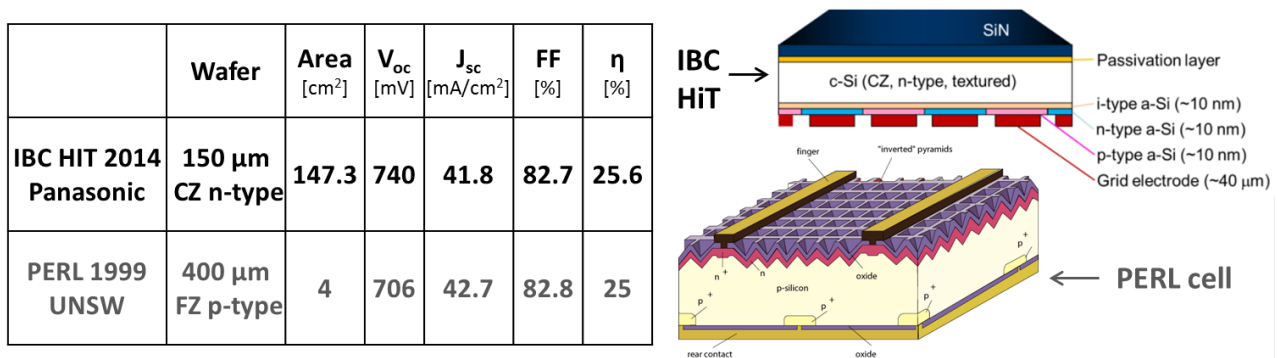 Wafer
Area
[cm²]
Voc
[mV]
Jsc
[mA/cm²]
FF
[%]
η
[%]
IBC HIT 2014
Panasonic
150 µm
CZ n-type
147.3
740
41.8
82.7
25.6
PERL 1999
UNSW
400 µm
FZ p-type
4
706
42.7
82.8
25
IBC
HiT
SiN
c-Si (CZ, n-type, textured)
Passivation layer
i-type a-Si (~10 nm)
n-type a-Si (~10 nm)
p-type a-Si (~10 nm)
Grid electrode (~40 µm)
finger
"inverted" pyramids
n+
n
oxide
p+
p-silicon
p+
p+
p+
rear contact
oxide
PERL cell